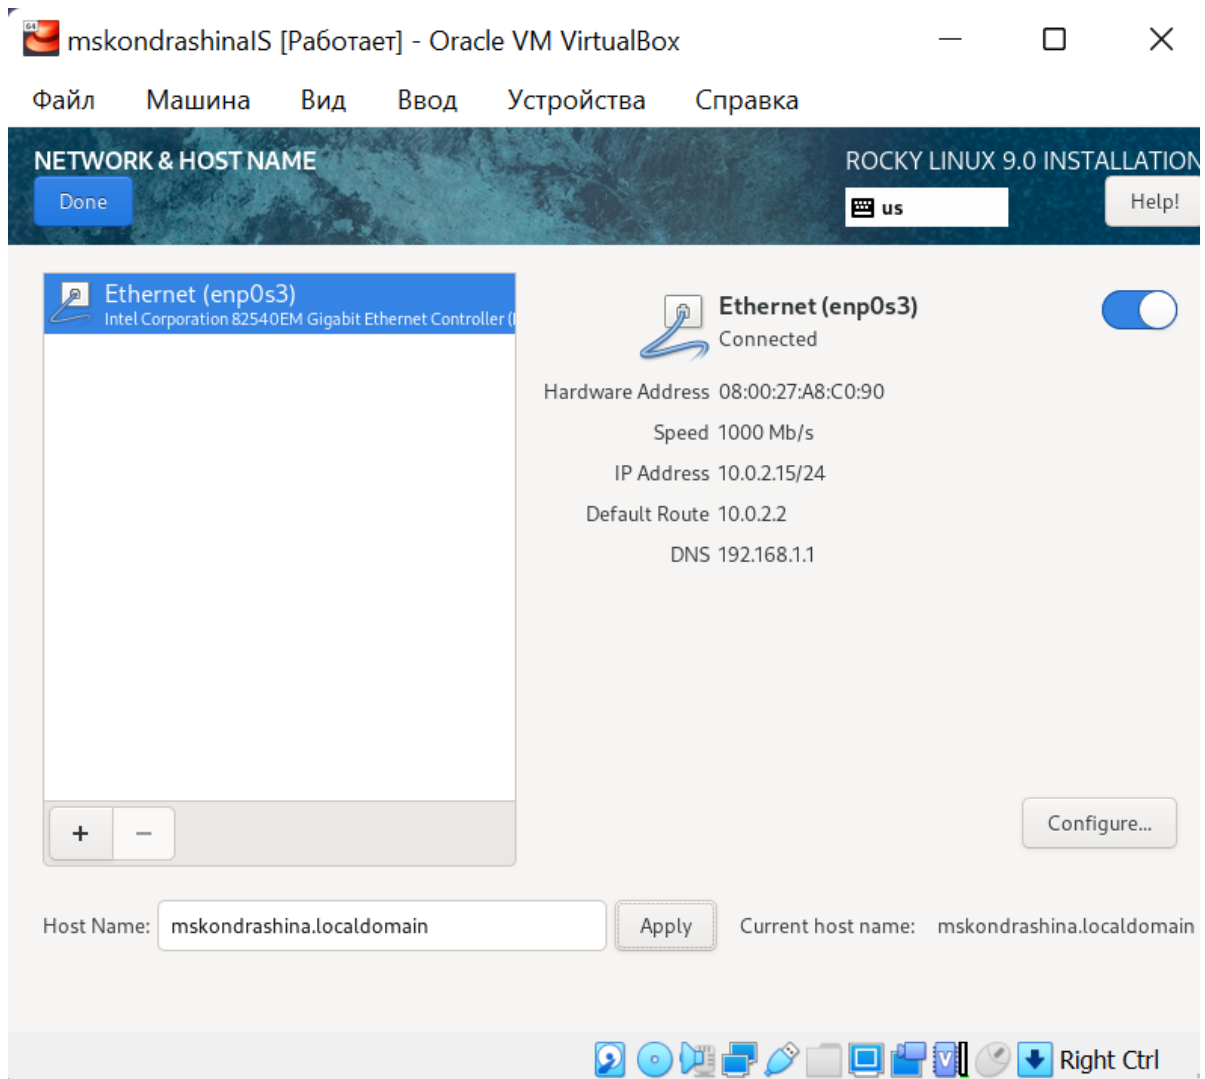 mskondrashinaIS [Работает] - Oracle VM VirtualBox
Файл Машина Вид Ввод Устройства Справка
NETWORK & HOST NAME
ROCKY LINUX 9.0 INSTALLATION
Done
us
Help!
Ethernet (enp0s3)
Intel Corporation 82540EM Gigabit Ethernet Controller (
Ethernet (enp0s3)
Connected
Hardware Address 08:00:27:A8:C0:90
Speed 1000 Mb/s
IP Address 10.0.2.15/24
Default Route 10.0.2.2
DNS 192.168.1.1
+ −
Configure...
Host Name: mskondrashina.localdomain Apply Current host name: mskondrashina.localdomain
Right Ctrl